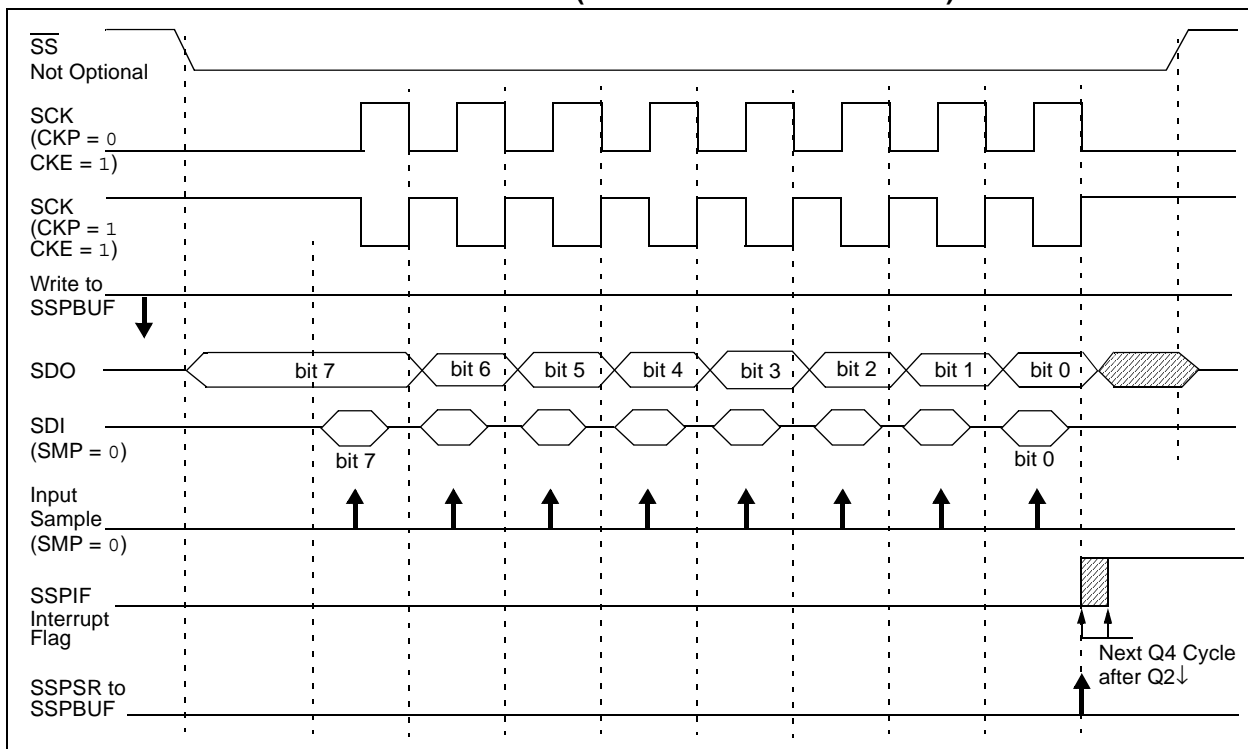 SS
Not Optional
SCK
(CKP = 0
CKE = 1)
SCK
(CKP = 1
CKE = 1)
Write to
SSPBUF
SDO
bit 7
bit 6
bit 5
bit 4
bit 3
bit 2
bit 1
bit 0
SDI
(SMP = 0)
bit 7
bit 0
Input
Sample
(SMP = 0)
SSPIF
Interrupt
Flag
Next Q4 Cycle
after Q2↓
SSPSR to
SSPBUF